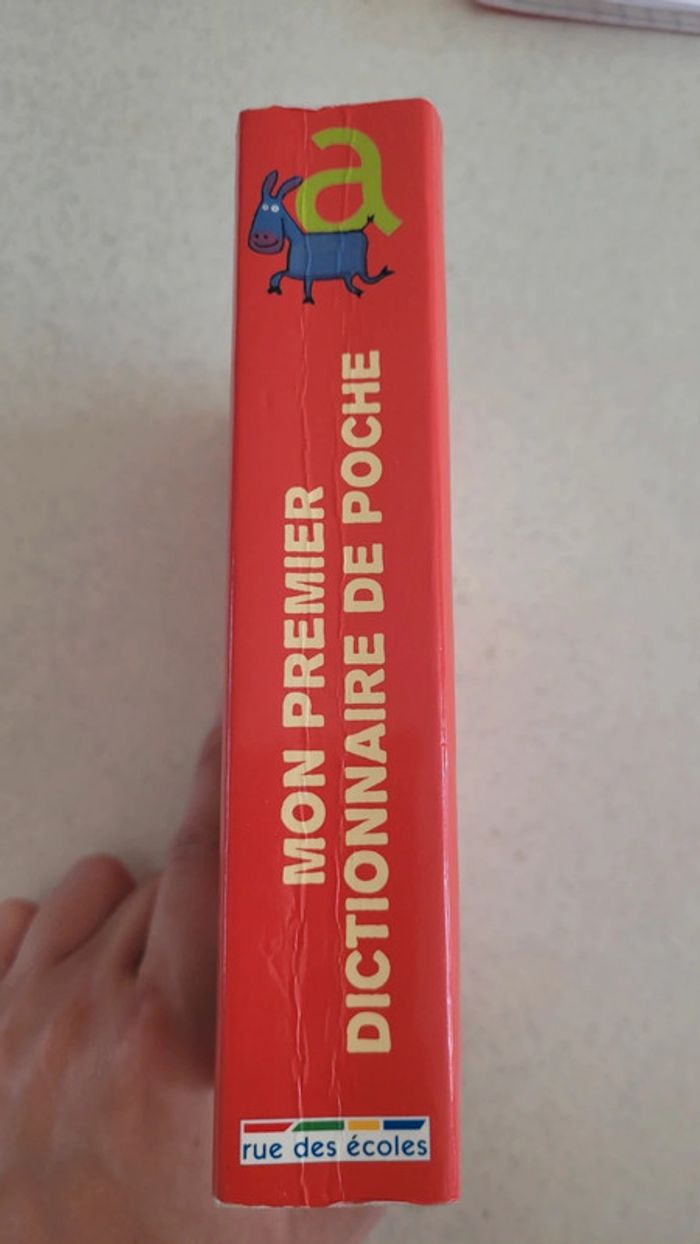 a
MON PREMIER
DICTIONNAIRE DE POCHE
rue des écoles